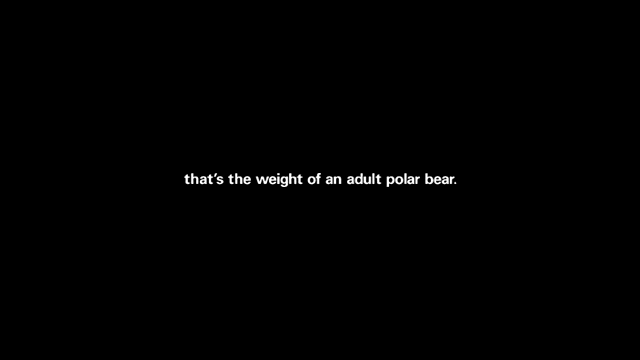 that's the weight of an adult polar bear.